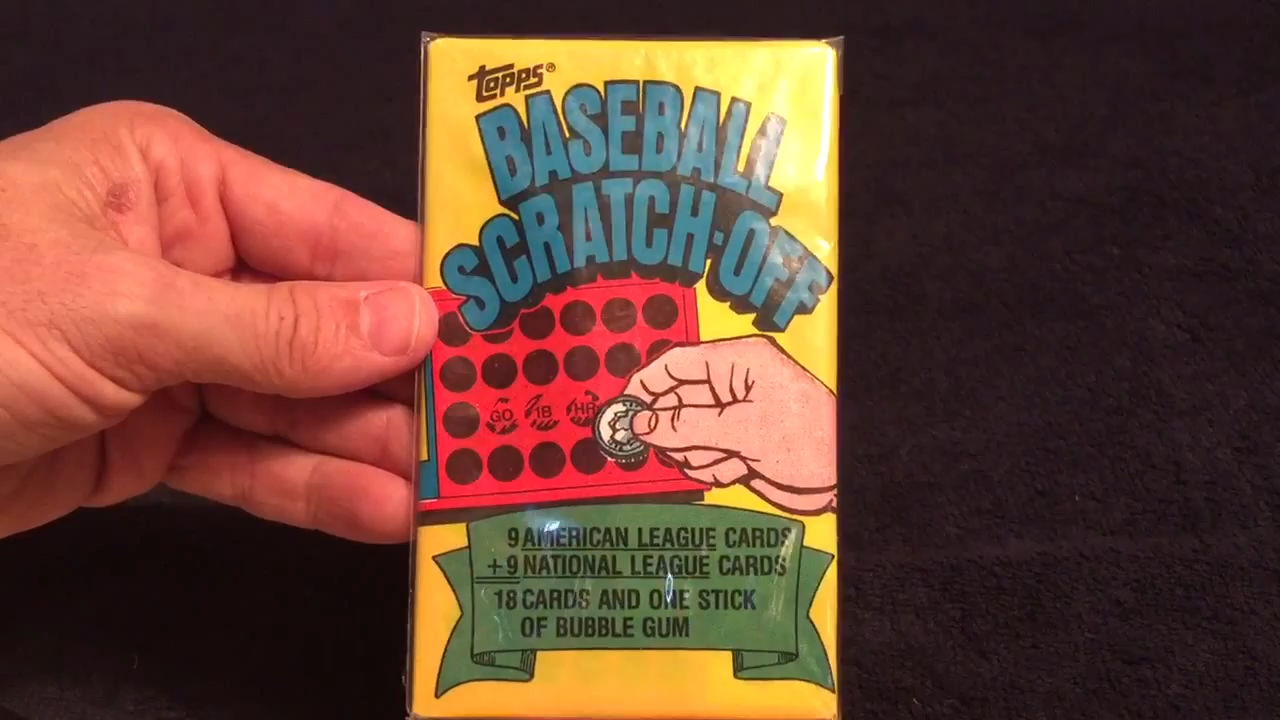 topps®
BASEBALL
SCRATCH-OFF
GO 1B HR
9 AMERICAN LEAGUE CARDS
+9 NATIONAL LEAGUE CARDS
18 CARDS AND ONE STICK
OF BUBBLE GUM